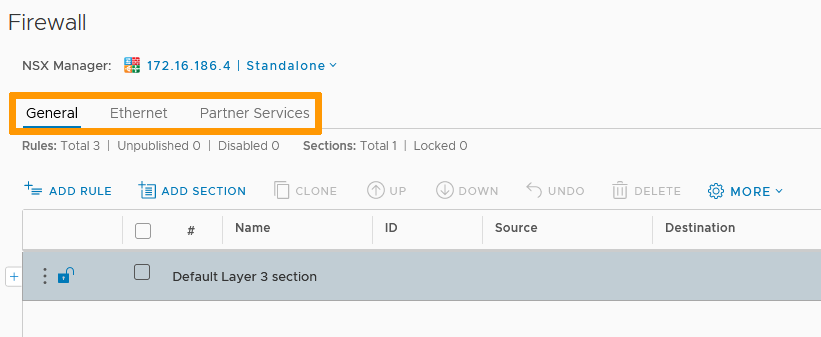 Firewall
NSX Manager: 172.16.186.4 | Standalone
General Ethernet Partner Services
Rules: Total 3 | Unpublished 0 | Disabled 0 Sections: Total 1 | Locked 0
ADD RULE ADD SECTION CLONE UP DOWN UNDO DELETE MORE
# Name ID Source Destination
Default Layer 3 section